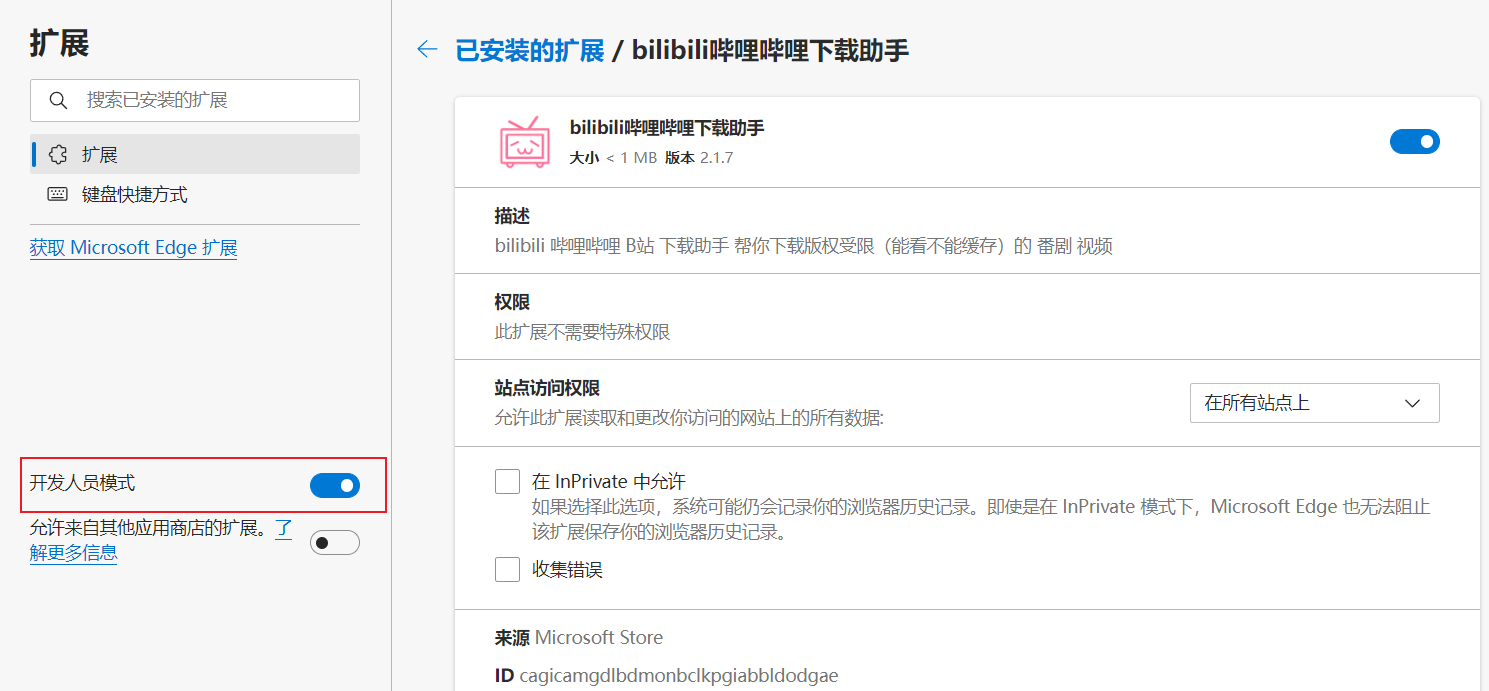 扩展
搜索已安装的扩展
扩展
键盘快捷方式
获取 Microsoft Edge 扩展
开发人员模式
允许来自其他应用商店的扩展。了
解更多信息
已安装的扩展 / bilibili哔哩哔哩下载助手
bilibili哔哩哔哩下载助手
大小 < 1 MB 版本 2.1.7
描述
bilibili 哔哩哔哩 B站 下载助手 帮你下载版权受限（能看不能缓存）的 番剧 视频
权限
此扩展不需要特殊权限
站点访问权限
允许此扩展读取和更改你访问的网站上的所有数据:
在所有站点上
在 InPrivate 中允许
如果选择此选项，系统可能仍会记录你的浏览器历史记录。即使是在 InPrivate 模式下，Microsoft Edge 也无法阻止
该扩展保存你的浏览器历史记录。
收集错误
来源 Microsoft Store
ID cagicamgdlbdmonbclkpgiabbldodgae